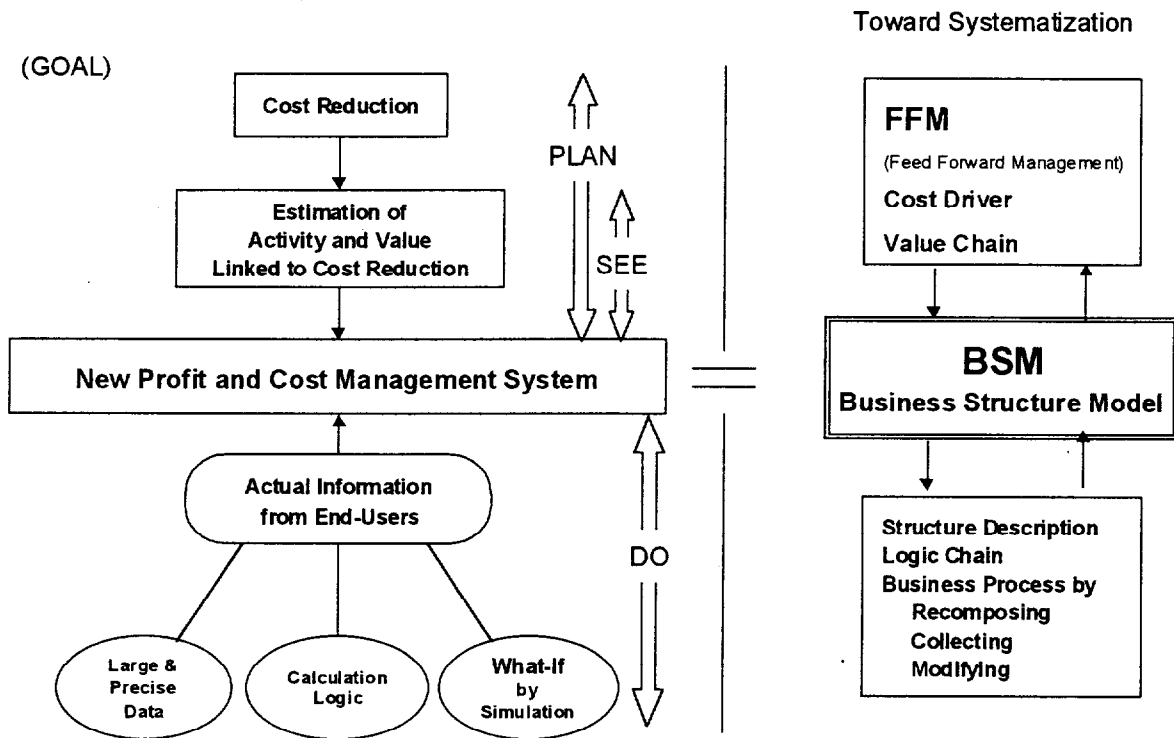 Toward Systematization
(GOAL)
Cost Reduction
Estimation of
Activity and Value
Linked to Cost Reduction
PLAN
SEE
New Profit and Cost Management System
Actual Information
from End-Users
DO
Large &
Precise
Data
Calculation
Logic
What-If
by
Simulation
FFM
(Feed Forward Management)
Cost Driver
Value Chain
BSM
Business Structure Model
Structure Description
Logic Chain
Business Process by
Recomposing
Collecting
Modifying